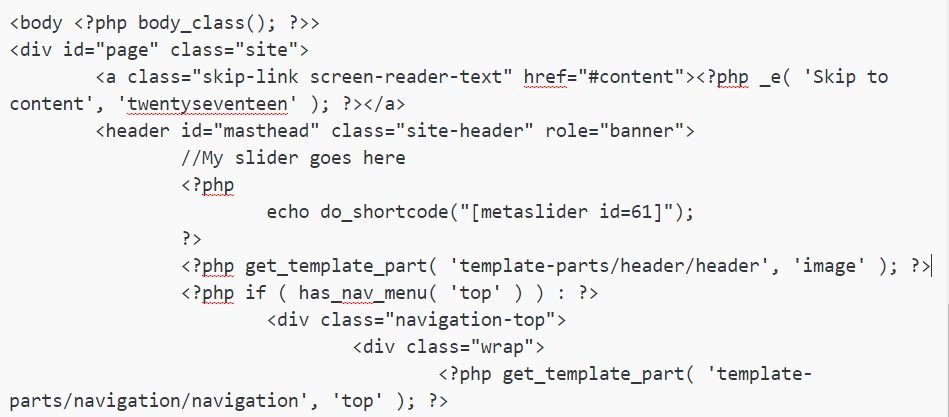 <body <?php body_class(); ?>>
<div id="page" class="site">
<a class="skip-link screen-reader-text" href="#content"><?php _e( 'Skip to
content', 'twentyseventeen' ); ?></a>
<header id="masthead" class="site-header" role="banner">
//My slider goes here
<?php
echo do_shortcode("[metaslider id=61]");
?>
<?php get_template_part( 'template-parts/header/header', 'image' ); ?>
<?php if ( has_nav_menu( 'top' ) ) : ?>
<div class="navigation-top">
<div class="wrap">
<?php get_template_part( 'template-
parts/navigation/navigation', 'top' ); ?>